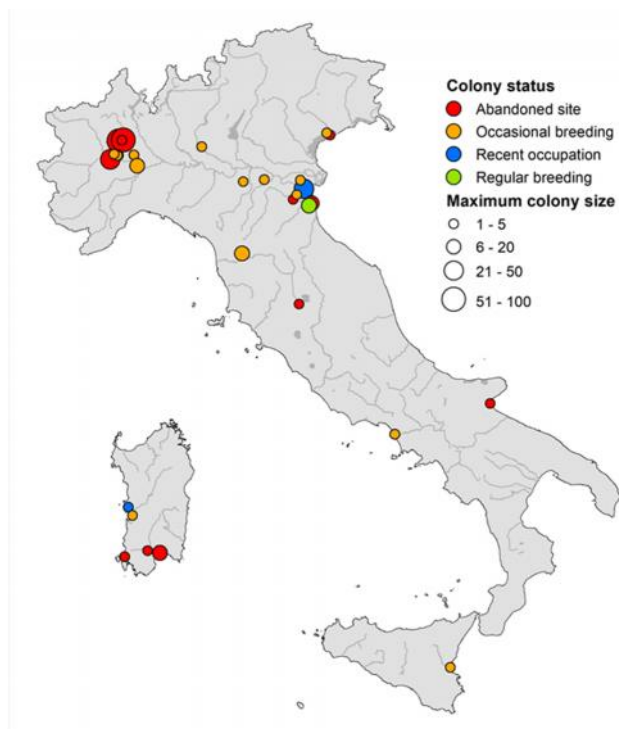 Colony status
Abandoned site
Occasional breeding
Recent occupation
Regular breeding
Maximum colony size
1 - 5
6 - 20
21 - 50
51 - 100